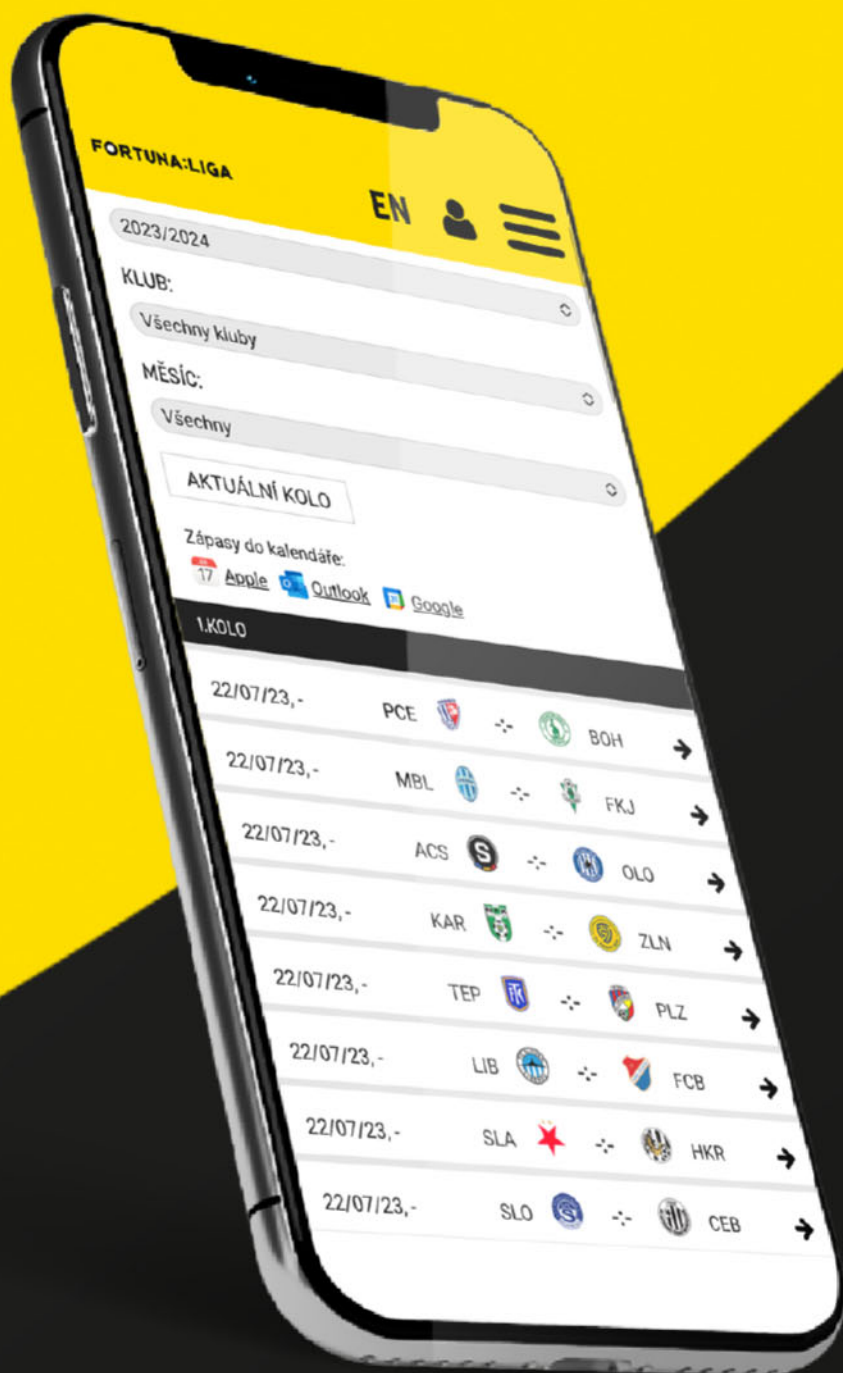 FORTUNA:LIGA
EN
2023/2024
KLUB:
Všechny kluby
MĚSÍC:
Všechny
AKTUÁLNÍ KOLO
Zápasy do kalendáře:
17 Apple Outlook Google
1.KOLO
22/07/23,- PCE -:- BOH
22/07/23,- MBL -:- FKJ
22/07/23,- ACS S -:- OLO
22/07/23,- KAR -:- ZLN
22/07/23,- TEP FTK -:- PLZ
22/07/23,- LIB -:- FCB
22/07/23,- SLA -:- HKR
22/07/23,- SLO S -:- CEB